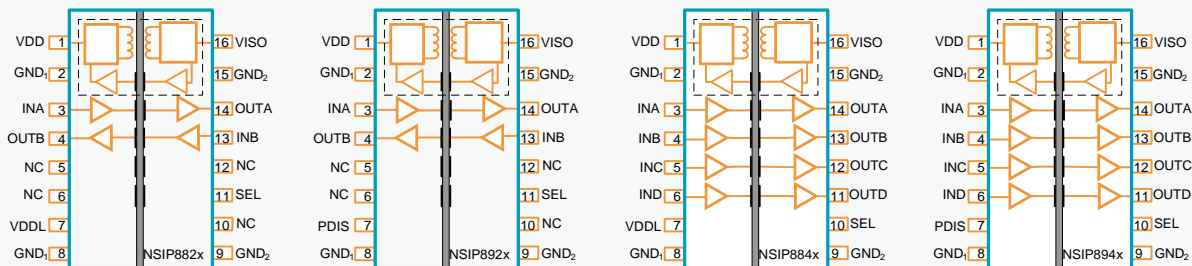 VDD 1 16 VISO VDD 1 16 VISO VDD 1 16 VISO VDD 1 16 VISO
GND₁ 2 15 GND₂ GND₁ 2 15 GND₂ GND₁ 2 15 GND₂ GND₁ 2 15 GND₂
INA 3 14 OUTA INA 3 14 OUTA INA 3 14 OUTA INA 3 14 OUTA
OUTB 4 13 INB OUTB 4 13 INB INB 4 13 OUTB INB 4 13 OUTB
NC 5 12 NC NC 5 12 NC INC 5 12 OUTC INC 5 12 OUTC
NC 6 11 SEL NC 6 11 SEL IND 6 11 OUTD IND 6 11 OUTD
VDDL 7 10 NC PDIS 7 10 NC VDDL 7 10 SEL PDIS 7 10 SEL
GND₁ 8 NSIP882x 9 GND₂ GND₁ 8 NSIP892x 9 GND₂ GND₁ 8 NSIP884x 9 GND₂ GND₁ 8 NSIP894x 9 GND₂